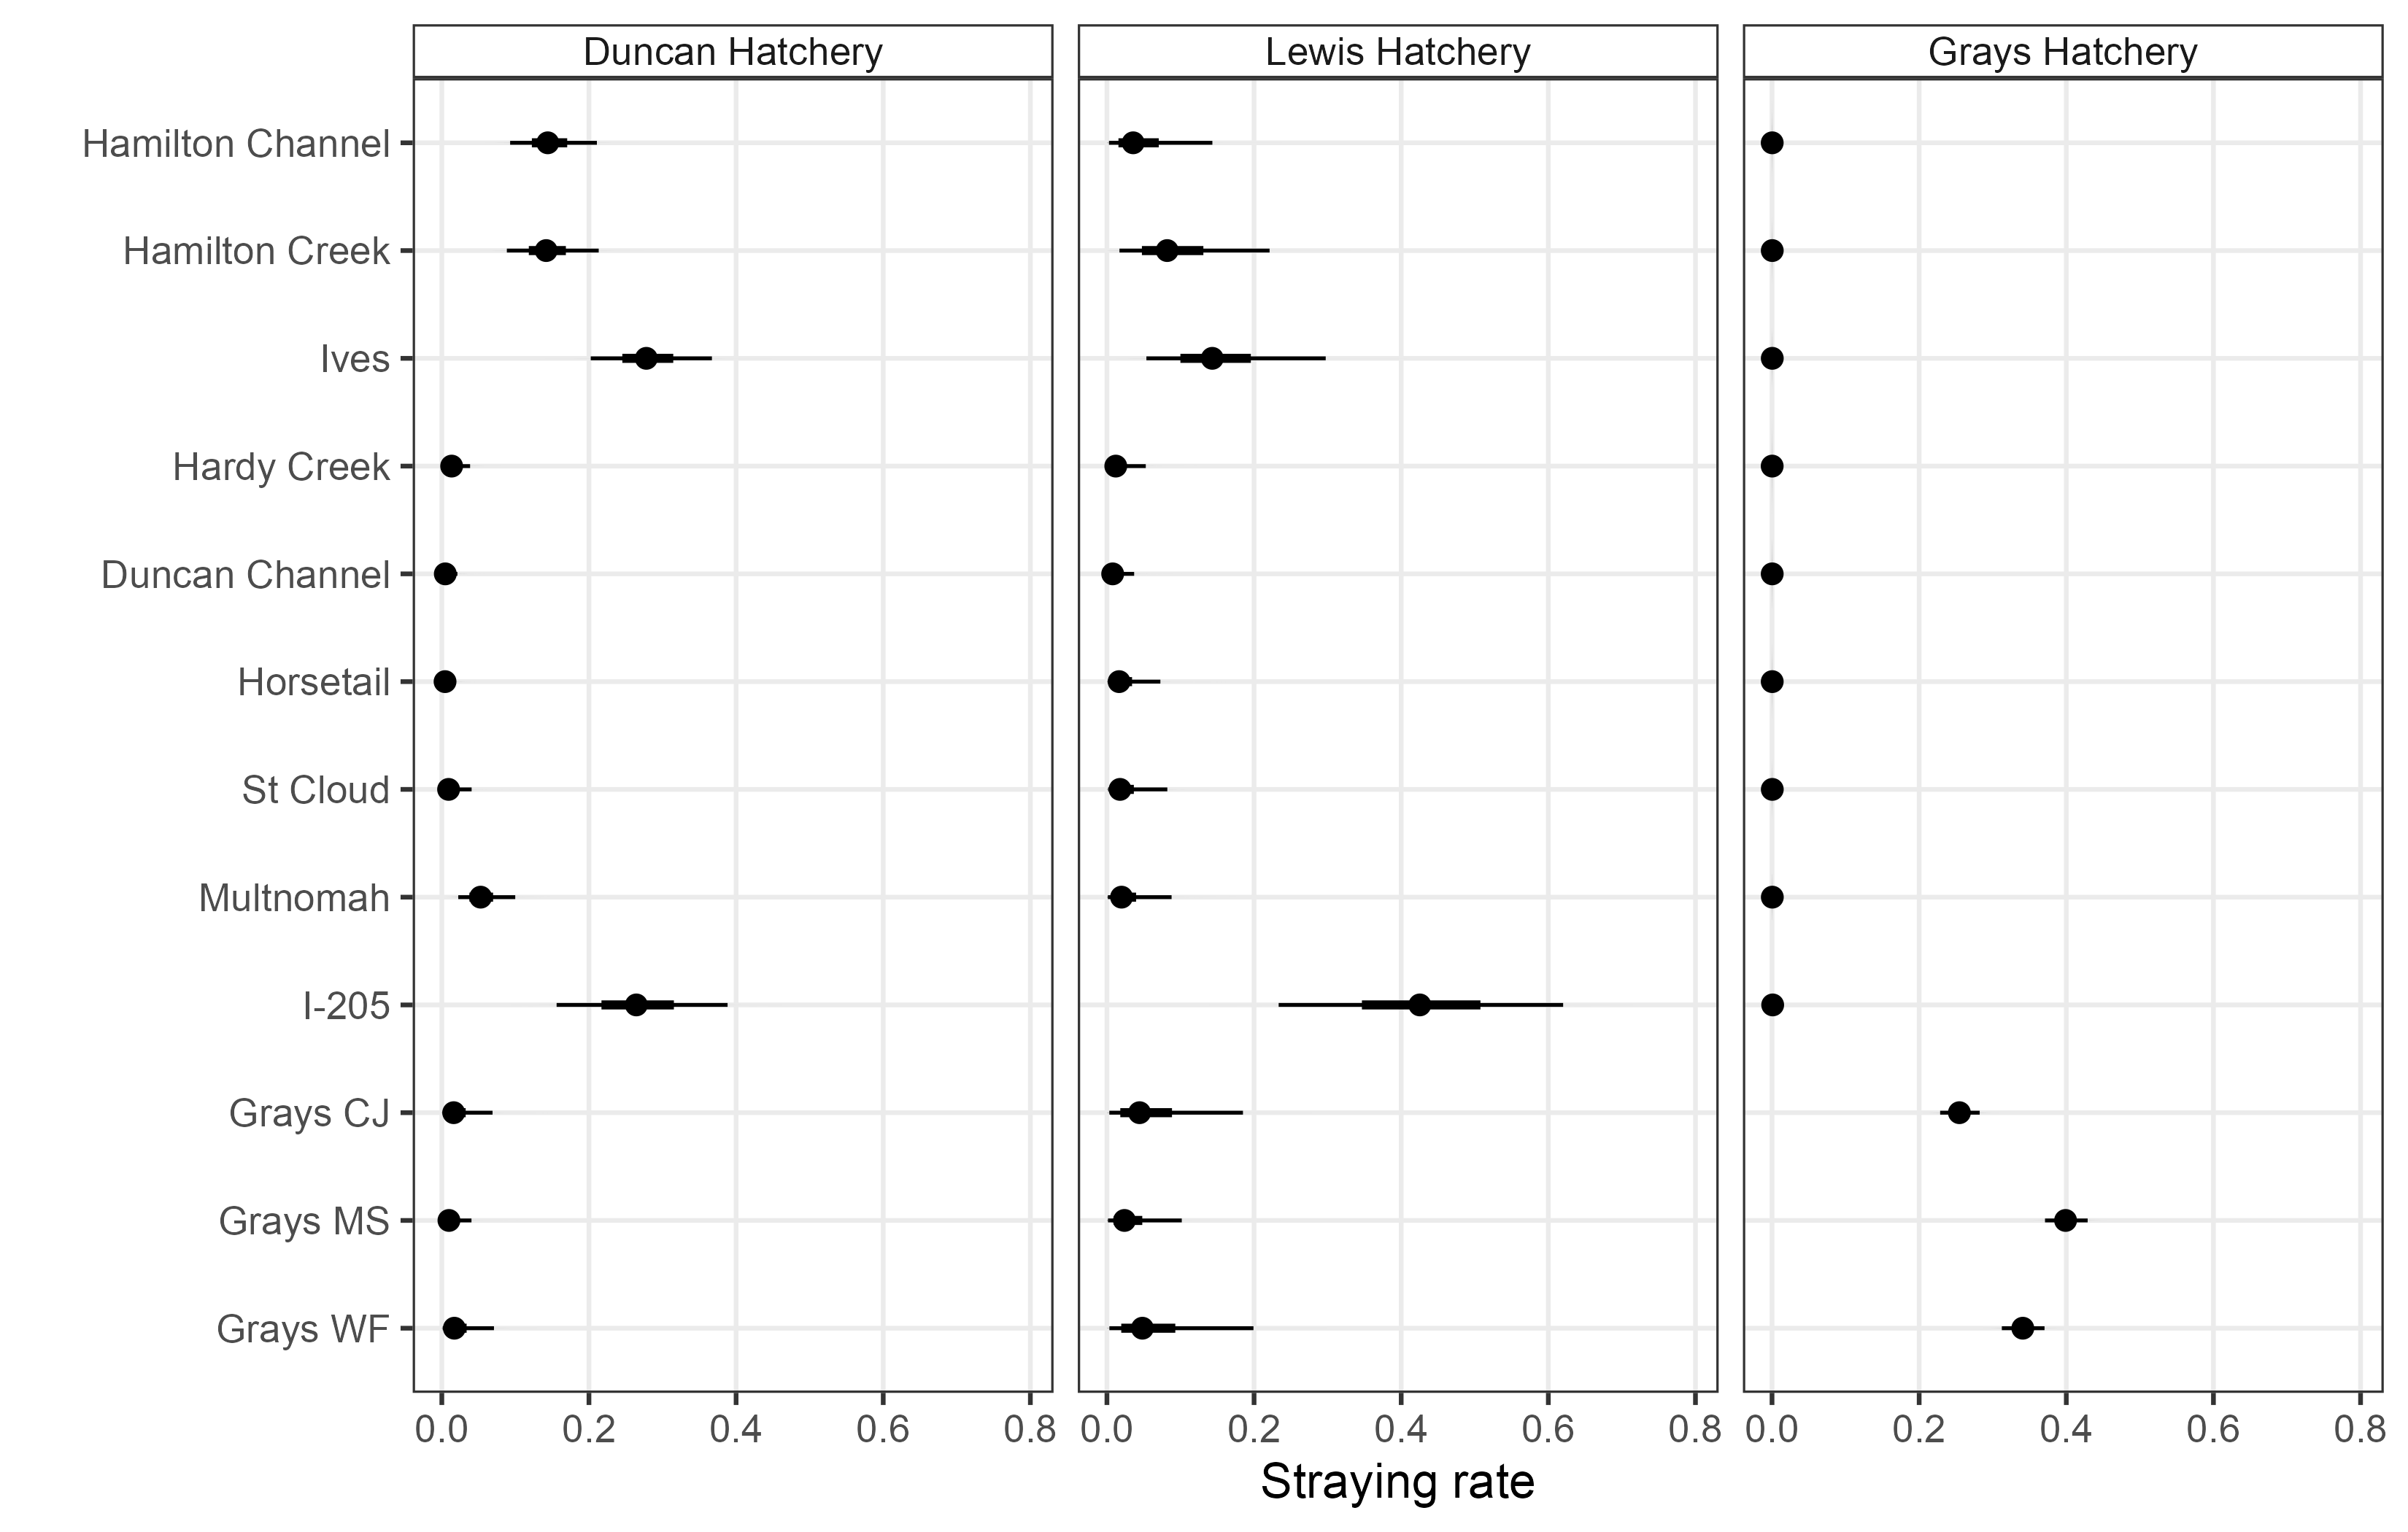 Duncan Hatchery Lewis Hatchery Grays Hatchery
Hamilton Channel
Hamilton Creek
Ives
Hardy Creek
Duncan Channel
Horsetail
St Cloud
Multnomah
I-205
Grays CJ
Grays MS
Grays WF
0.0 0.2 0.4 0.6 0.8 0.0 0.2 0.4 0.6 0.8 0.0 0.2 0.4 0.6 0.8
Straying rate